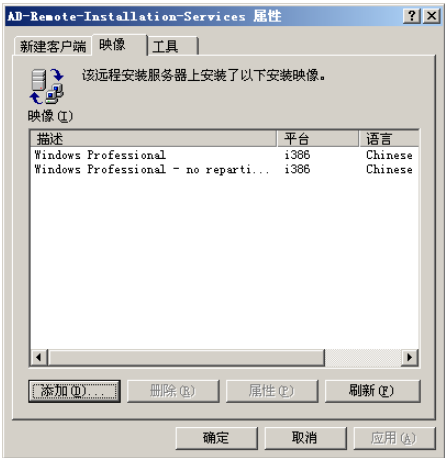 AD-Remote-Installation-Services 属性
新建客户端 映像 工具
该远程安装服务器上安装了以下安装映像。
映像(I)
描述 平台 语言
Windows Professional i386 Chinese
Windows Professional - no reparti... i386 Chinese
添加(D)... 删除(R) 属性(P) 刷新(F)
确定 取消 应用(A)